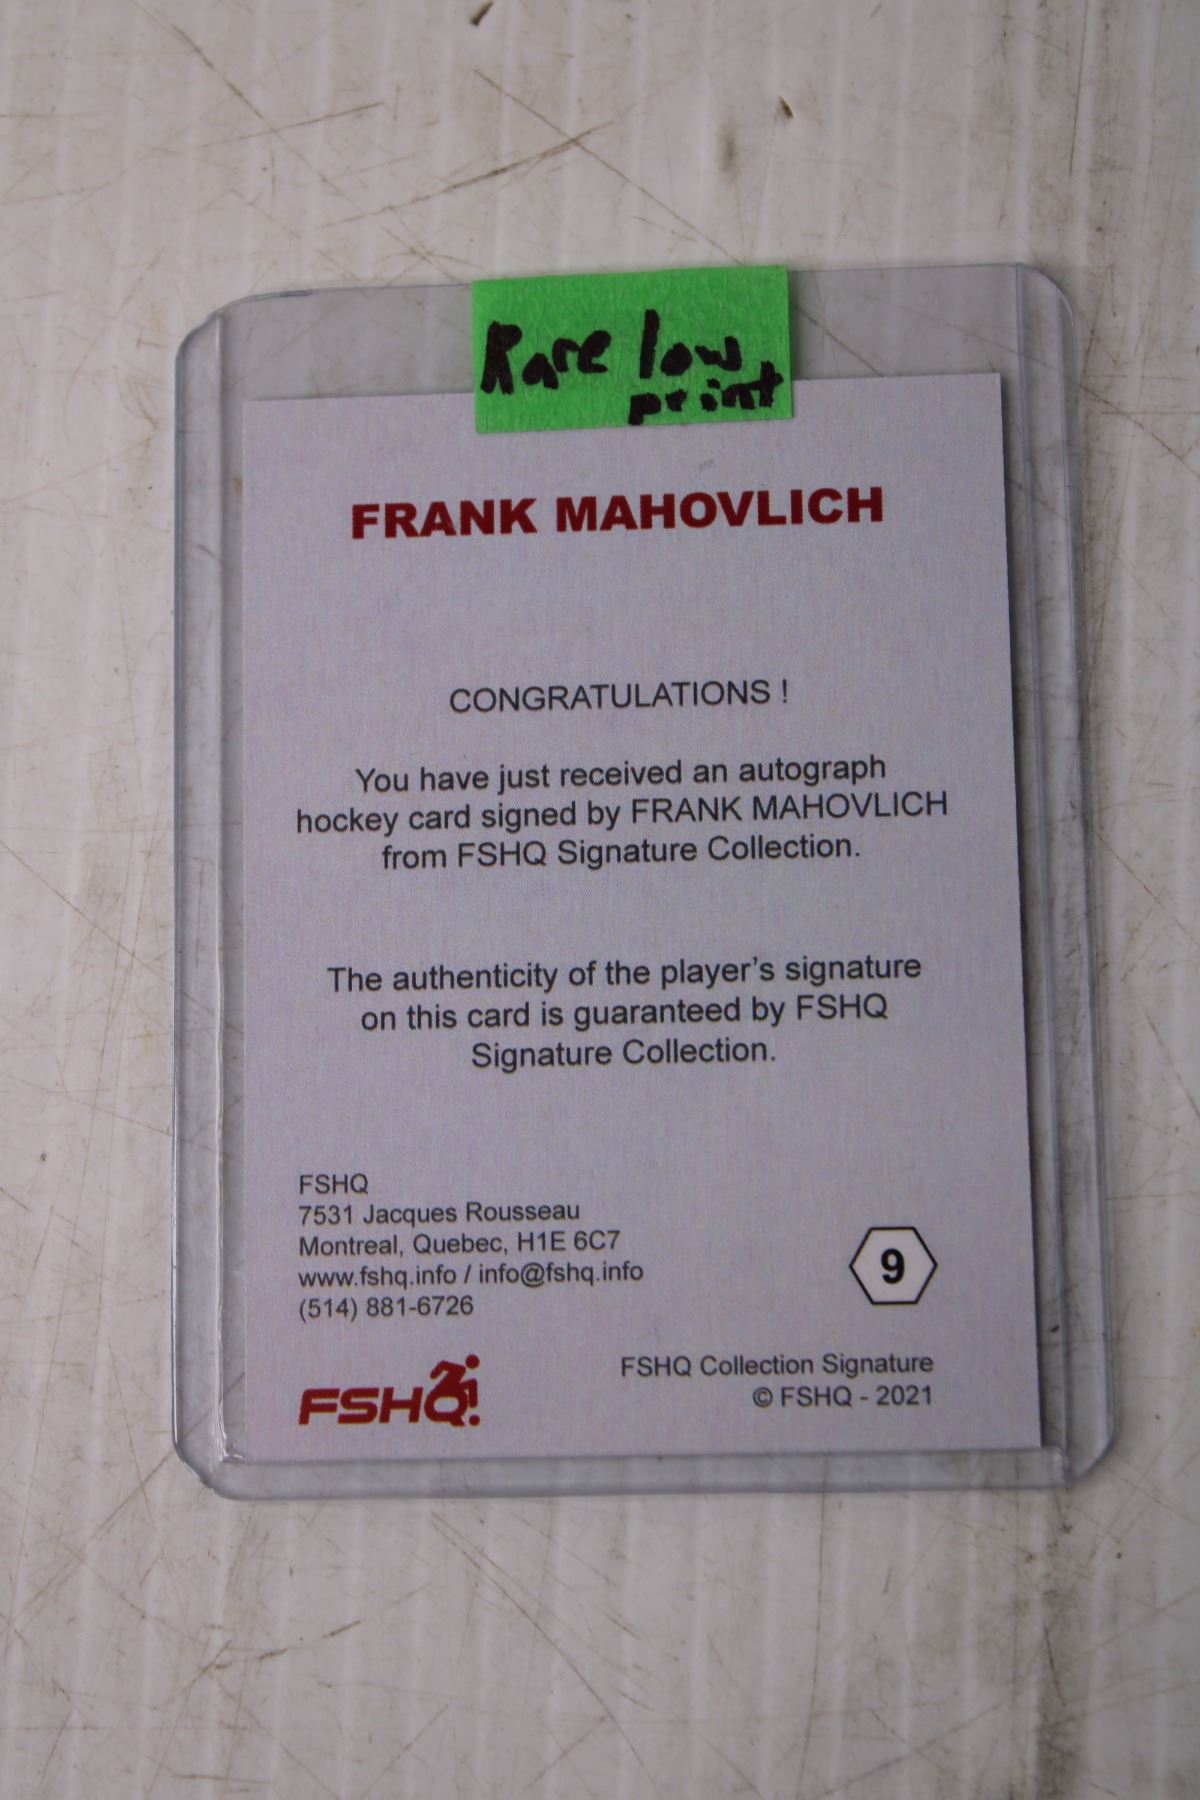 Rare low
print
FRANK MAHOVLICH
CONGRATULATIONS !
You have just received an autograph
hockey card signed by FRANK MAHOVLICH
from FSHQ Signature Collection.
The authenticity of the player's signature
on this card is guaranteed by FSHQ
Signature Collection.
FSHQ
7531 Jacques Rousseau
Montreal, Quebec, H1E 6C7
www.fshq.info / info@fshq.info
(514) 881-6726
9
FSHQ
FSHQ Collection Signature
© FSHQ - 2021